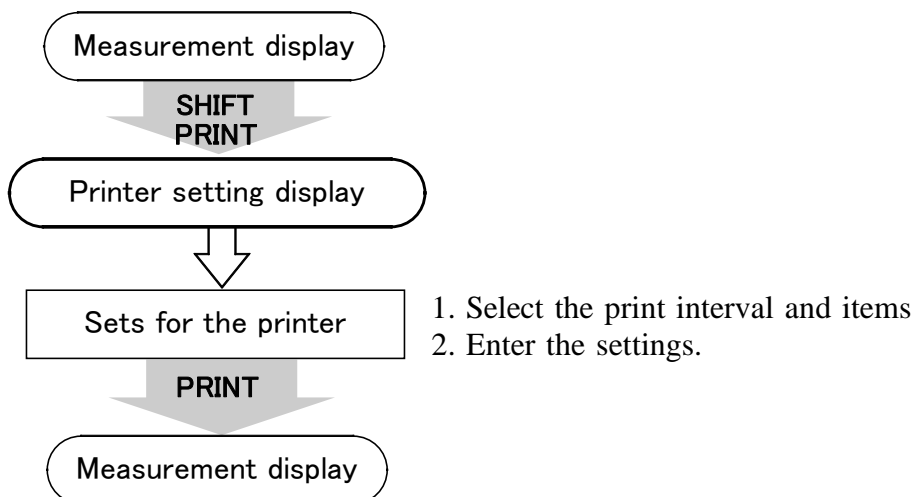 Measurement display
SHIFT
PRINT
Printer setting display
Sets for the printer
1. Select the print interval and items
2. Enter the settings.
PRINT
Measurement display